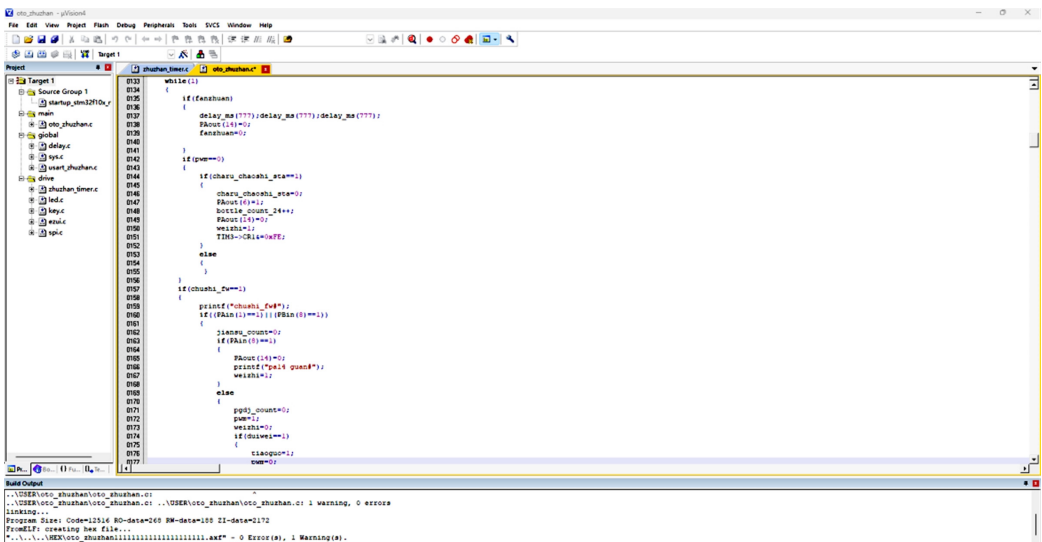 oto_zhuzhan - µVision4
File Edit View Project Flash Debug Peripherals Tools SVCS Window Help
Target 1
Project
zhuzhan_timer.c oto_zhuzhan.c*
Target 1
Source Group 1
startup_stm32f10x_r
main
oto_zhuzhan.c
giobal
delay.c
sys.c
usart_zhuzhan.c
drive
zhuzhan_timer.c
led.c
key.c
ezui.c
spi.c
0133 while(1)
0134 {
0135 if(fanzhuan)
0136 {
0137 delay_ms(777);delay_ms(777);delay_ms(777);
0138 PAout(14)=0;
0139 fanzhuan=0;
0140
0141 }
0142 if(pwm==0)
0143 {
0144 if(charu_chaoshi_sta==1)
0145 {
0146 charu_chaoshi_sta=0;
0147 PAout(6)=1;
0148 bottle_count_24++;
0149 PAout(14)=0;
0150 weizhi=1;
0151 TIM3->CR1&=0xFE;
0152 }
0153 else
0154 {
0155 }
0156 }
0157 if(chushi_fw==1)
0158 {
0159 printf("chushi_fw#");
0160 if((PAin(1)==1)||(PBin(8)==1))
0161 {
0162 jiansu_count=0;
0163 if(PAin(8)==1)
0164 {
0165 PAout(14)=0;
0166 printf("pa14 guan#");
0167 weizhi=1;
0168 }
0169 else
0170 {
0171 pgdj_count=0;
0172 pwm=1;
0173 weizhi=0;
0174 if(duiwei==1)
0175 {
0176 tiaoguo=1;
0177 pwm=0;
Pr... Bo... {} Fu... Te...
Build Output
..\USER\oto_zhuzhan\oto_zhuzhan.c: ^
..\USER\oto_zhuzhan\oto_zhuzhan.c: ..\USER\oto_zhuzhan\oto_zhuzhan.c: 1 warning, 0 errors
linking...
Program Size: Code=12516 RO-data=268 RW-data=188 ZI-data=2172
FromELF: creating hex file...